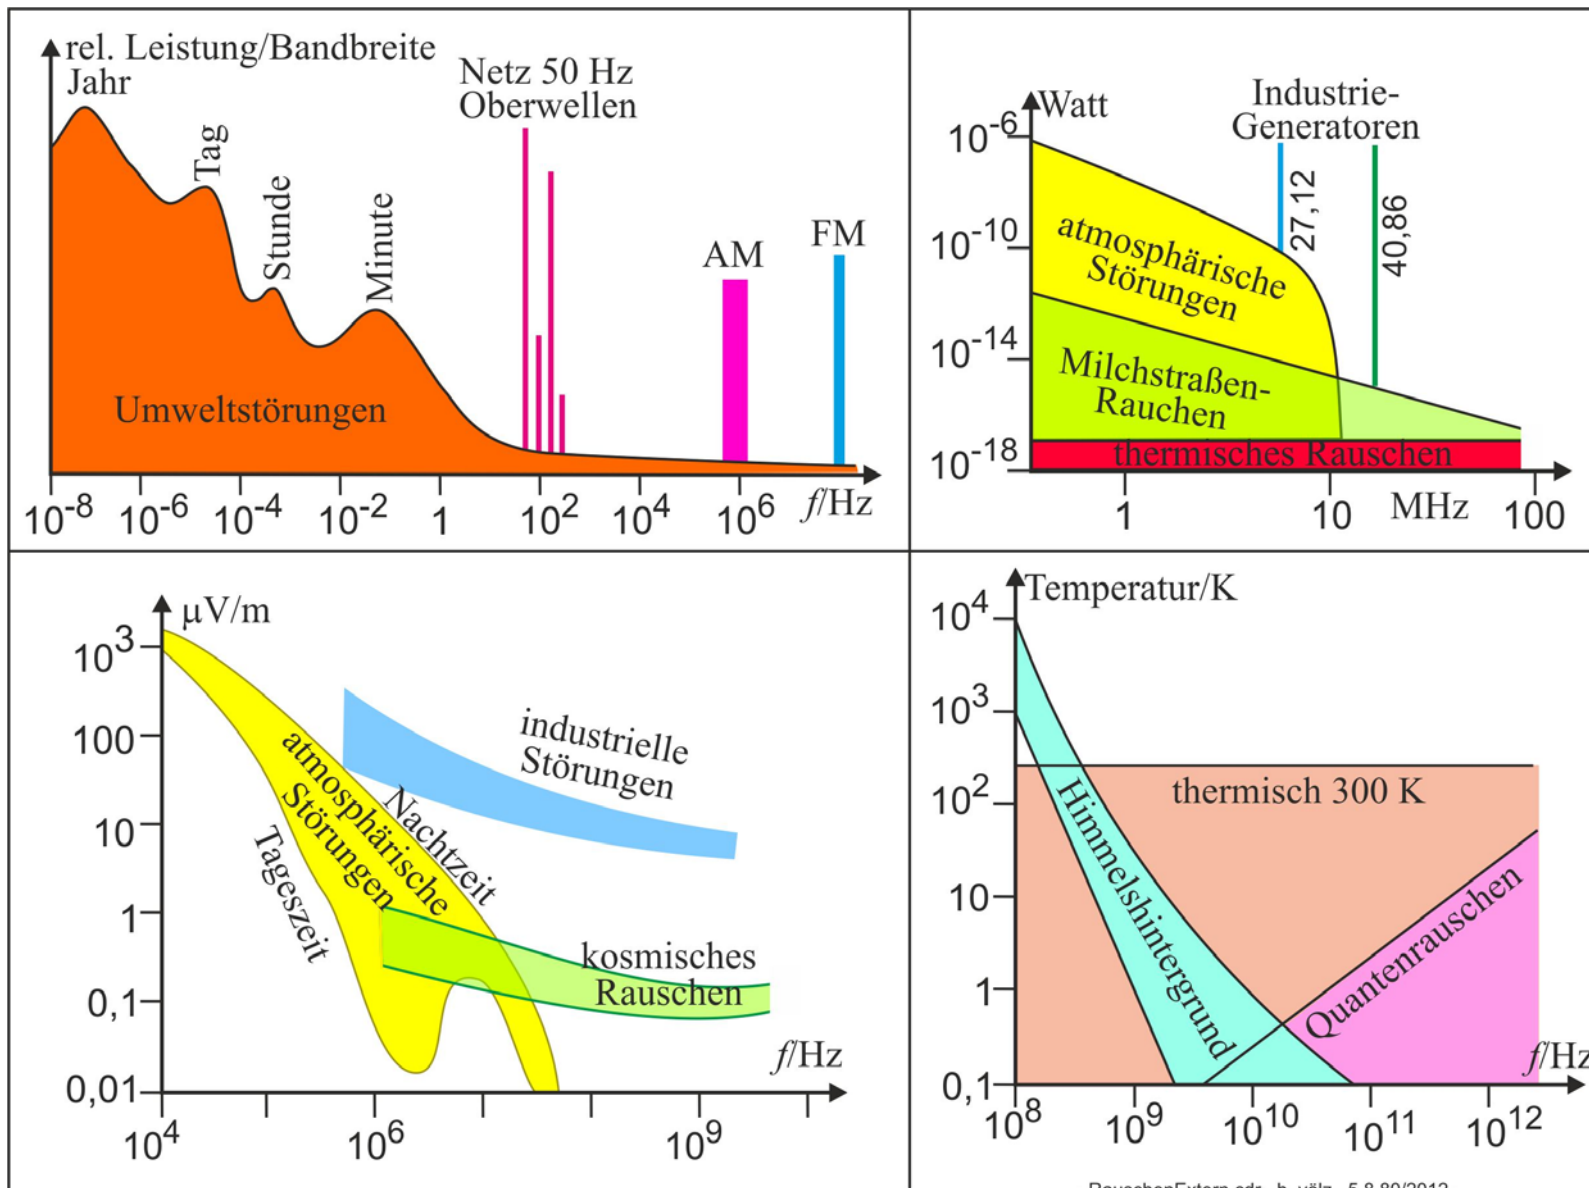 rel. Leistung/Bandbreite
Jahr
Tag
Stunde
Minute
Netz 50 Hz
Oberwellen
AM
FM
Umweltstörungen
10-8
10-6
10-4
10-2
1
102
104
106
f/Hz
Watt
Industrie-
Generatoren
10-6
10-10
10-14
10-18
27,12
40,86
atmosphärische
Störungen
Milchstraßen-
Rauchen
thermisches Rauschen
1
10
MHz
100
µV/m
103
100
10
1
0,1
0,01
industrielle
Störungen
atmosphärische
Störungen
Nachtzeit
Tageszeit
kosmisches
Rauschen
f/Hz
104
106
109
Temperatur/K
104
103
102
10
1
0,1
thermisch 300 K
Himmelshintergrund
Quantenrauschen
f/Hz
108
109
1010
1011
1012